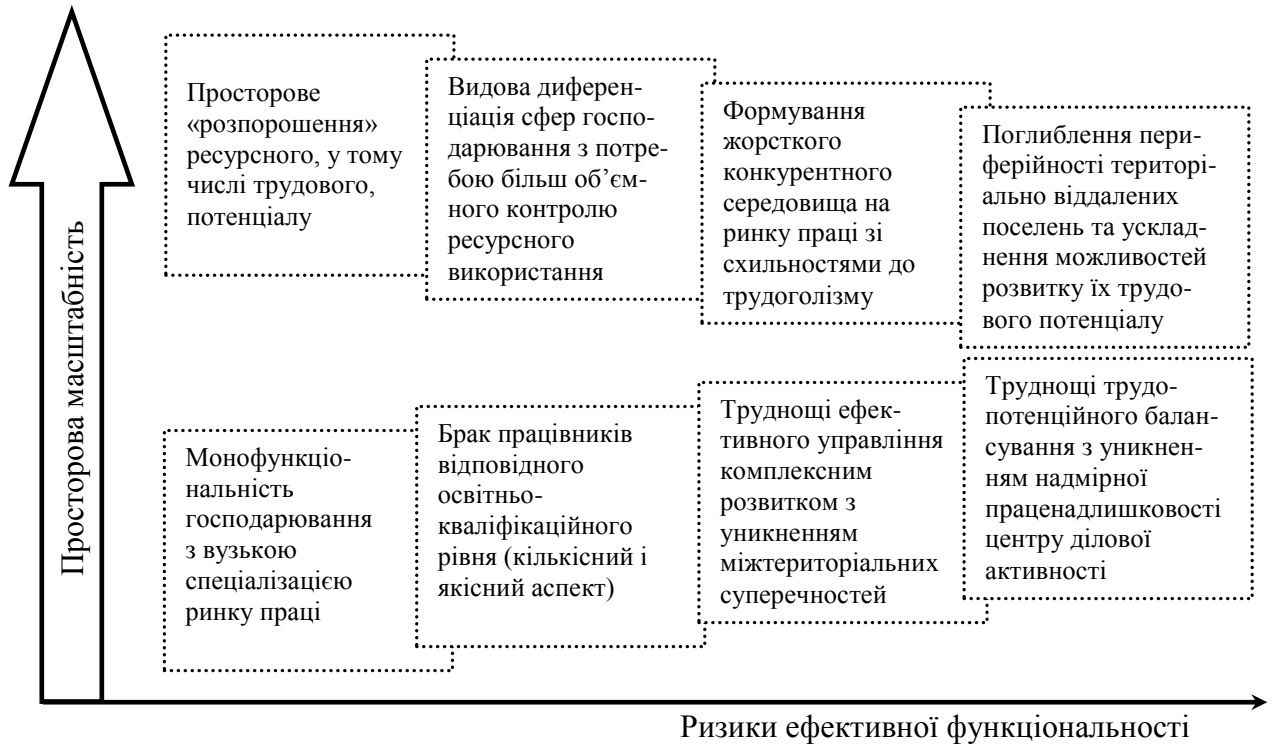 Просторова масштабність
Просторове
«розпорошення»
ресурсного, у тому
числі трудового,
потенціалу
Видова диферен-
ціація сфер госпо-
дарювання з потре-
бою більш об’єм-
ного контролю
ресурсного
використання
Формування
жорсткого
конкурентного
середовища на
ринку праці зі
схильностями до
трудоголізму
Поглиблення пери-
ферійності територі-
ально віддалених
поселень та усклад-
нення можливостей
розвитку їх трудо-
вого потенціалу
Монофункціо-
нальність
господарювання
з вузькою
спеціалізацією
ринку праці
Брак працівників
відповідного
освітньо-
кваліфікаційного
рівня (кількісний і
якісний аспект)
Труднощі ефек-
тивного управління
комплексним
розвитком з
уникненням
міжтериторіальних
суперечностей
Труднощі трудо-
потенційного балан-
сування з уникнен-
ням надмірної
праценадлишковості
центру ділової
активності
Ризики ефективної функціональності